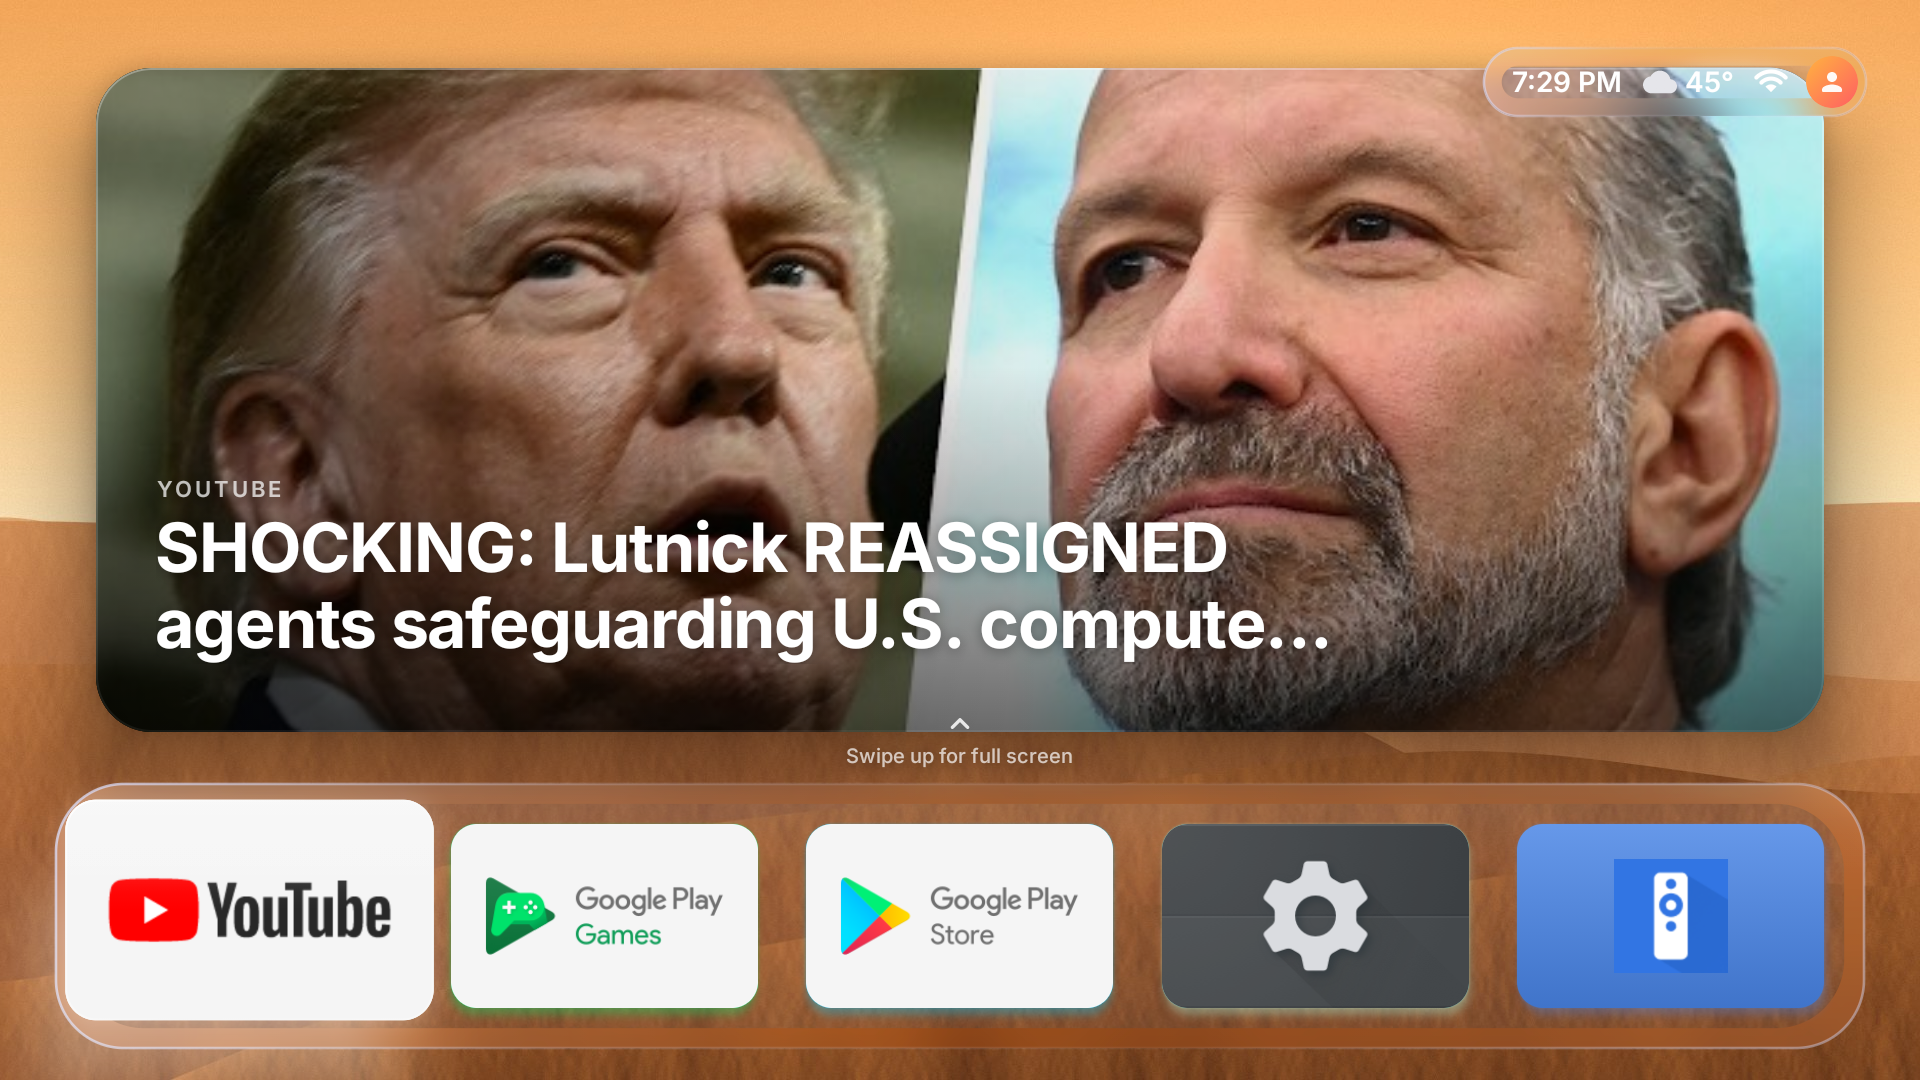 7:29 PM 45°
YOUTUBE
SHOCKING: Lutnick REASSIGNED
agents safeguarding U.S. compute...
Swipe up for full screen
YouTube
Google Play
Games
Google Play
Store